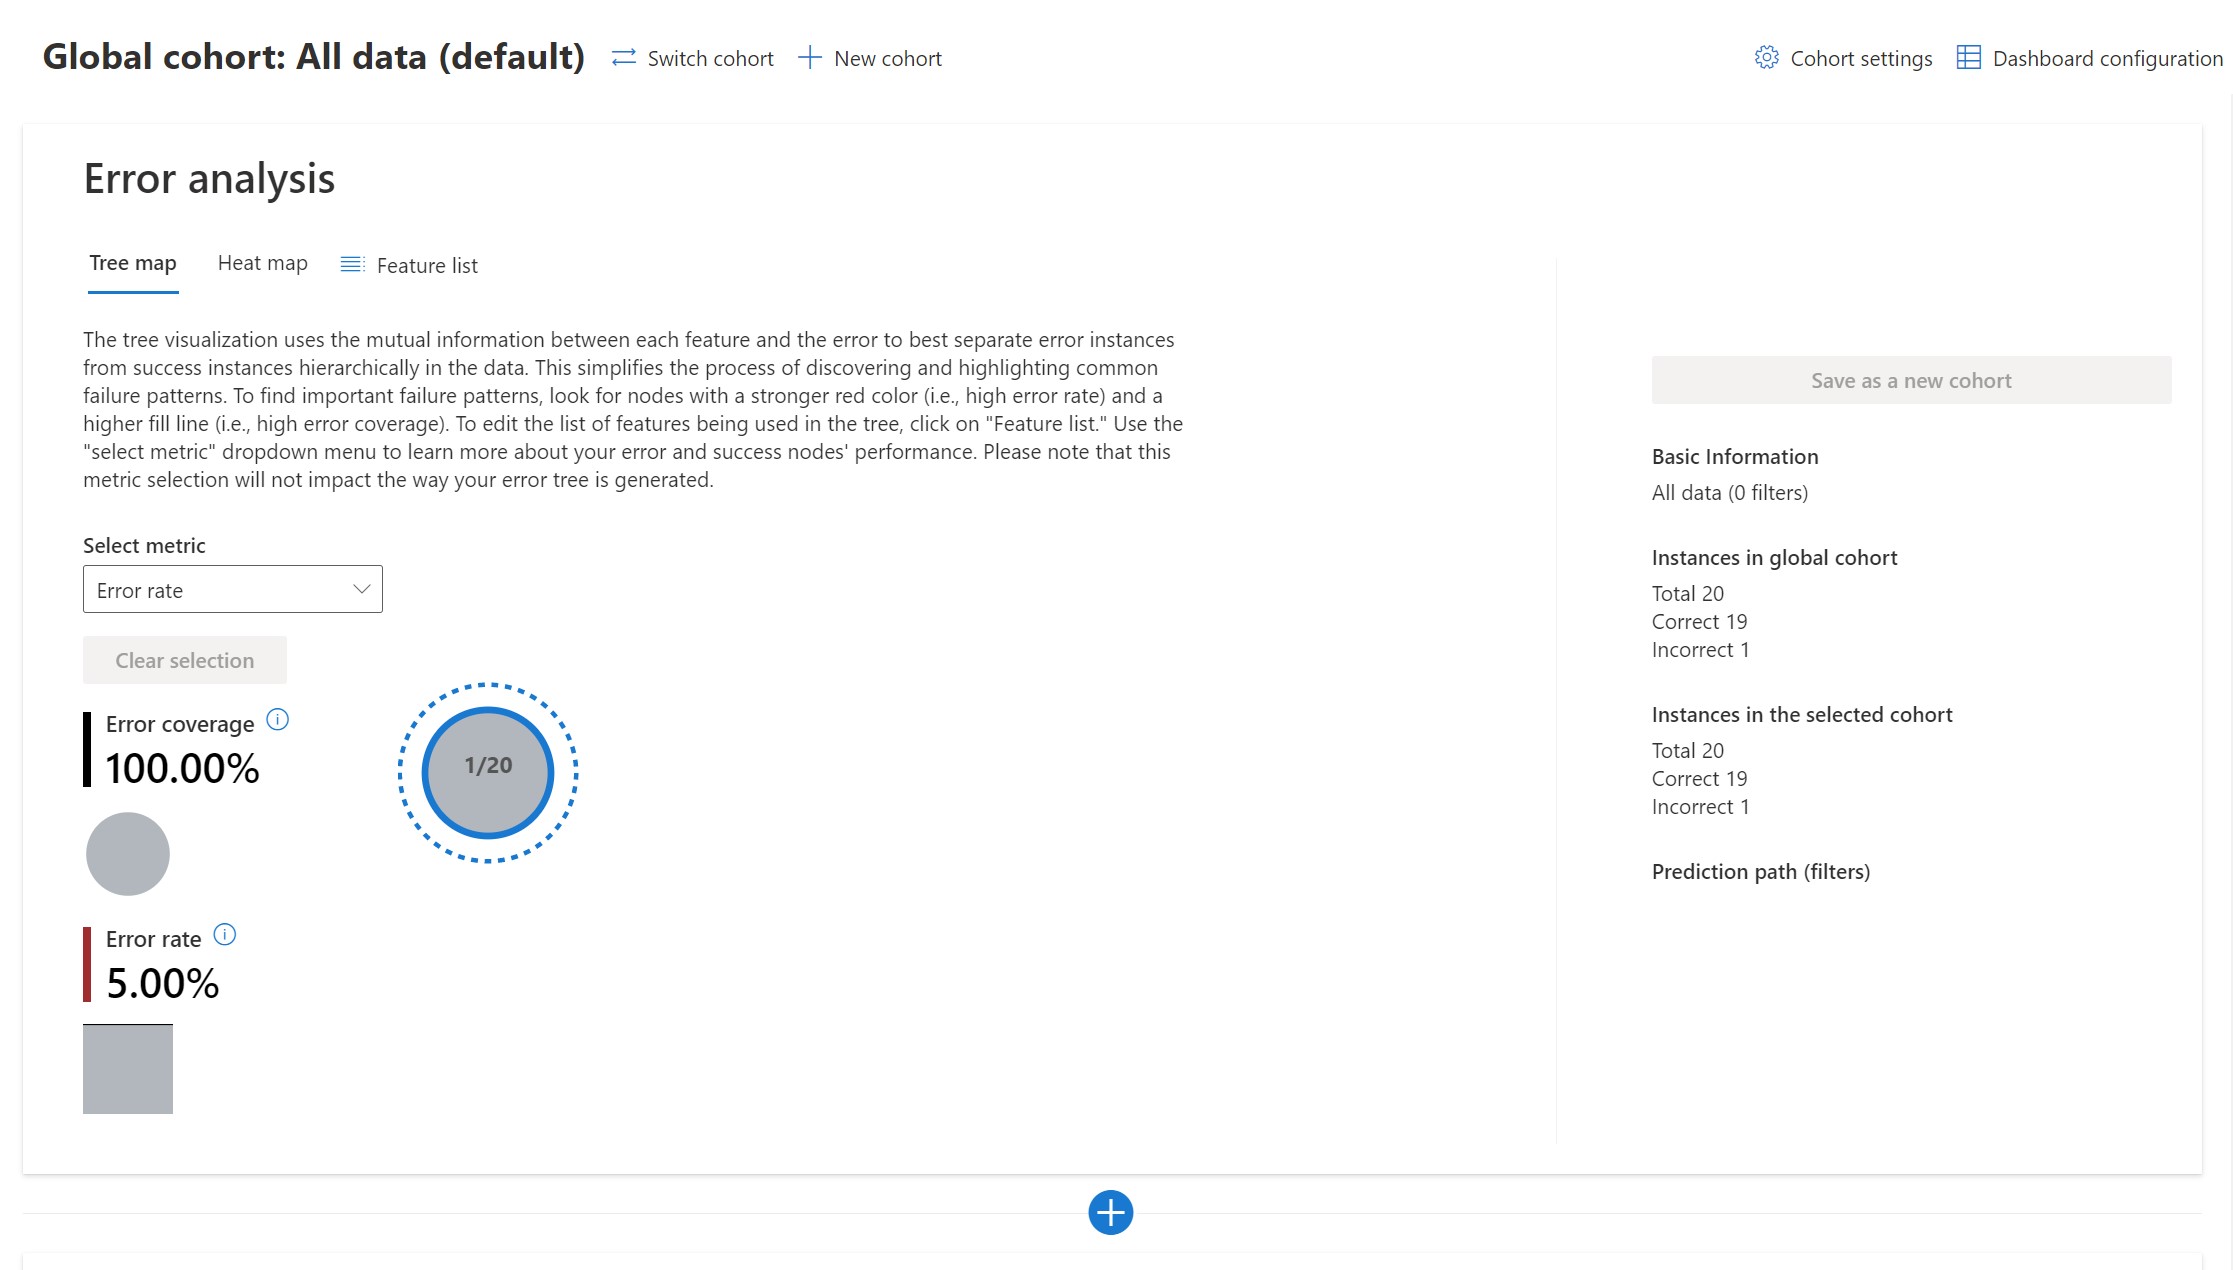 Global cohort: All data (default)
Switch cohort
New cohort
Cohort settings
Dashboard configuration
Error analysis
Tree map
Heat map
Feature list
The tree visualization uses the mutual information between each feature and the error to best separate error instances
from success instances hierarchically in the data. This simplifies the process of discovering and highlighting common
failure patterns. To find important failure patterns, look for nodes with a stronger red color (i.e., high error rate) and a
higher fill line (i.e., high error coverage). To edit the list of features being used in the tree, click on "Feature list." Use the
"select metric" dropdown menu to learn more about your error and success nodes' performance. Please note that this
metric selection will not impact the way your error tree is generated.
Select metric
Error rate
Clear selection
Error coverage
100.00%
1/20
Error rate
5.00%
Save as a new cohort
Basic Information
All data (0 filters)
Instances in global cohort
Total 20
Correct 19
Incorrect 1
Instances in the selected cohort
Total 20
Correct 19
Incorrect 1
Prediction path (filters)